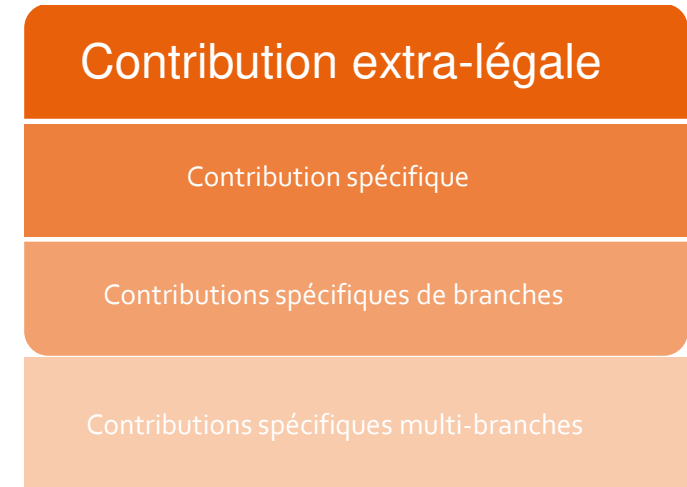 Contribution extra-légale
Contribution spécifique
Contributions spécifiques de branches
Contributions spécifiques multi-branches